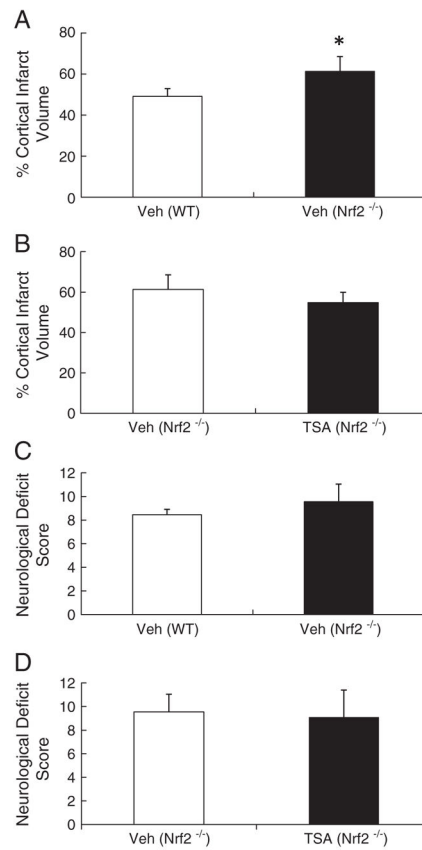 A
% Cortical Infarct
Volume
80
60
40
20
0
*
Veh (WT)
Veh (Nrf2 -/-)
B
% Cortical Infarct
Volume
80
60
40
20
0
Veh (Nrf2 -/-)
TSA (Nrf2 -/-)
C
Neurological Deficit
Score
12
10
8
6
4
2
0
Veh (WT)
Veh (Nrf2 -/-)
D
Neurological Deficit
Score
12
10
8
6
4
2
0
Veh (Nrf2 -/-)
TSA (Nrf2 -/-)